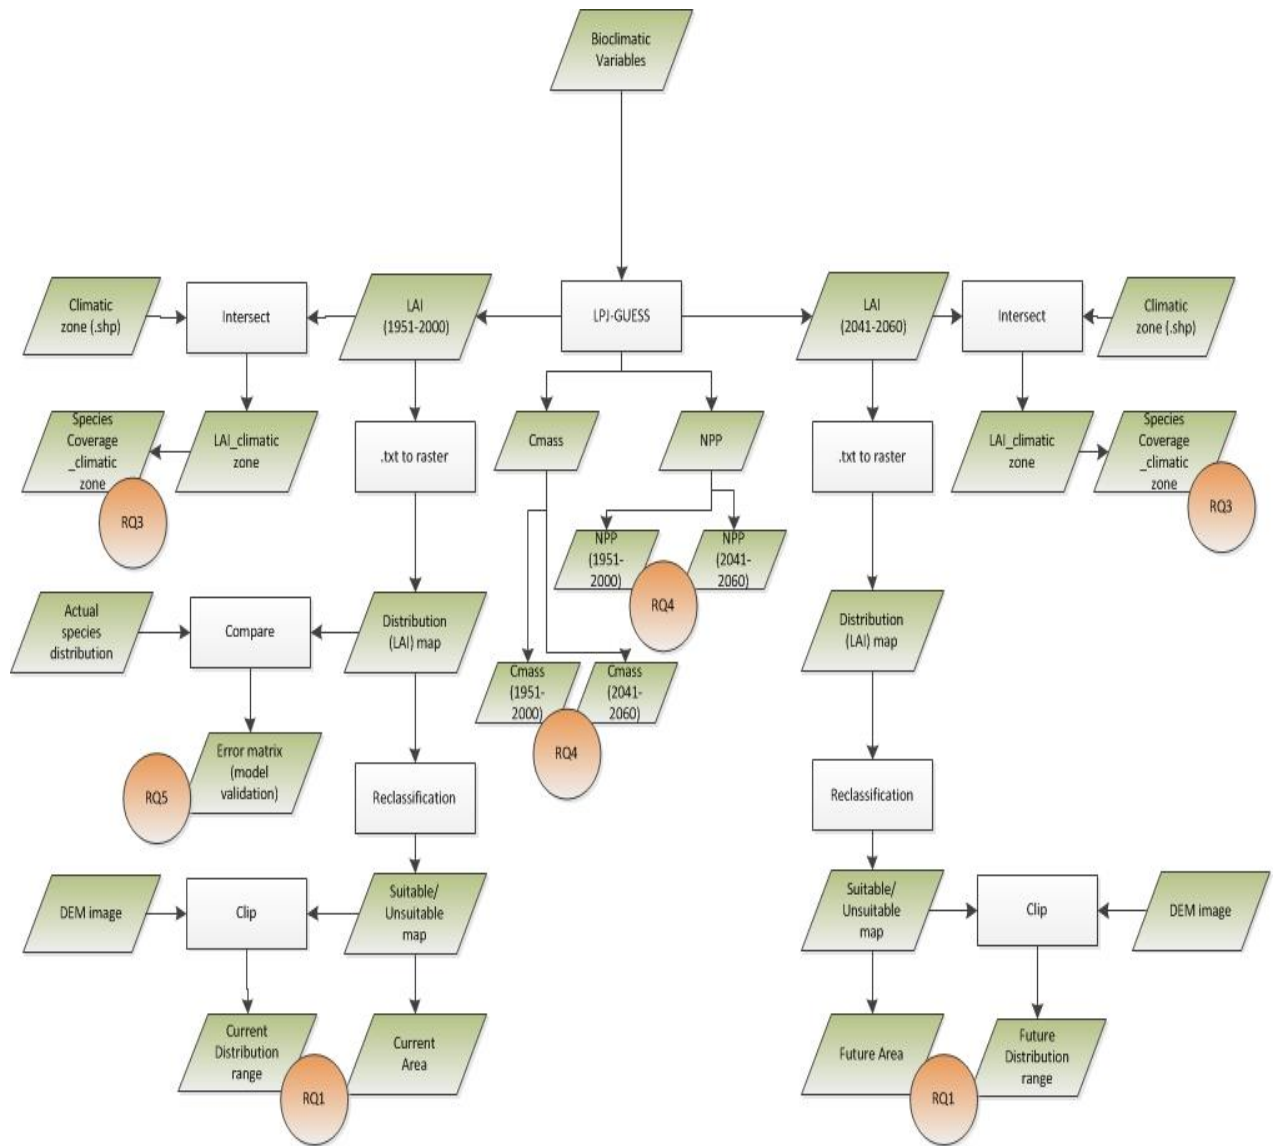 Bioclimatic
Variables
Climatic
zone (.shp)
Intersect
LAI
(1951-2000)
LPJ-GUESS
LAI
(2041-2060)
Intersect
Climatic
zone (.shp)
Species
Coverage
_climatic
zone
LAI_climatic
zone
.txt to raster
Cmass
NPP
.txt to raster
LAI_climatic
zone
Species
Coverage
_climatic
zone
RQ3
RQ3
NPP
(1951-
2000)
NPP
(2041-
2060)
RQ4
Actual
species
distribution
Compare
Distribution
(LAI) map
Distribution
(LAI) map
Cmass
(1951-
2000)
Cmass
(2041-
2060)
RQ4
Error matrix
(model
validation)
RQ5
Reclassification
Reclassification
DEM image
Clip
Suitable/
Unsuitable
map
Suitable/
Unsuitable
map
Clip
DEM image
Current
Distribution
range
Current
Area
RQ1
Future Area
Future
Distribution
range
RQ1